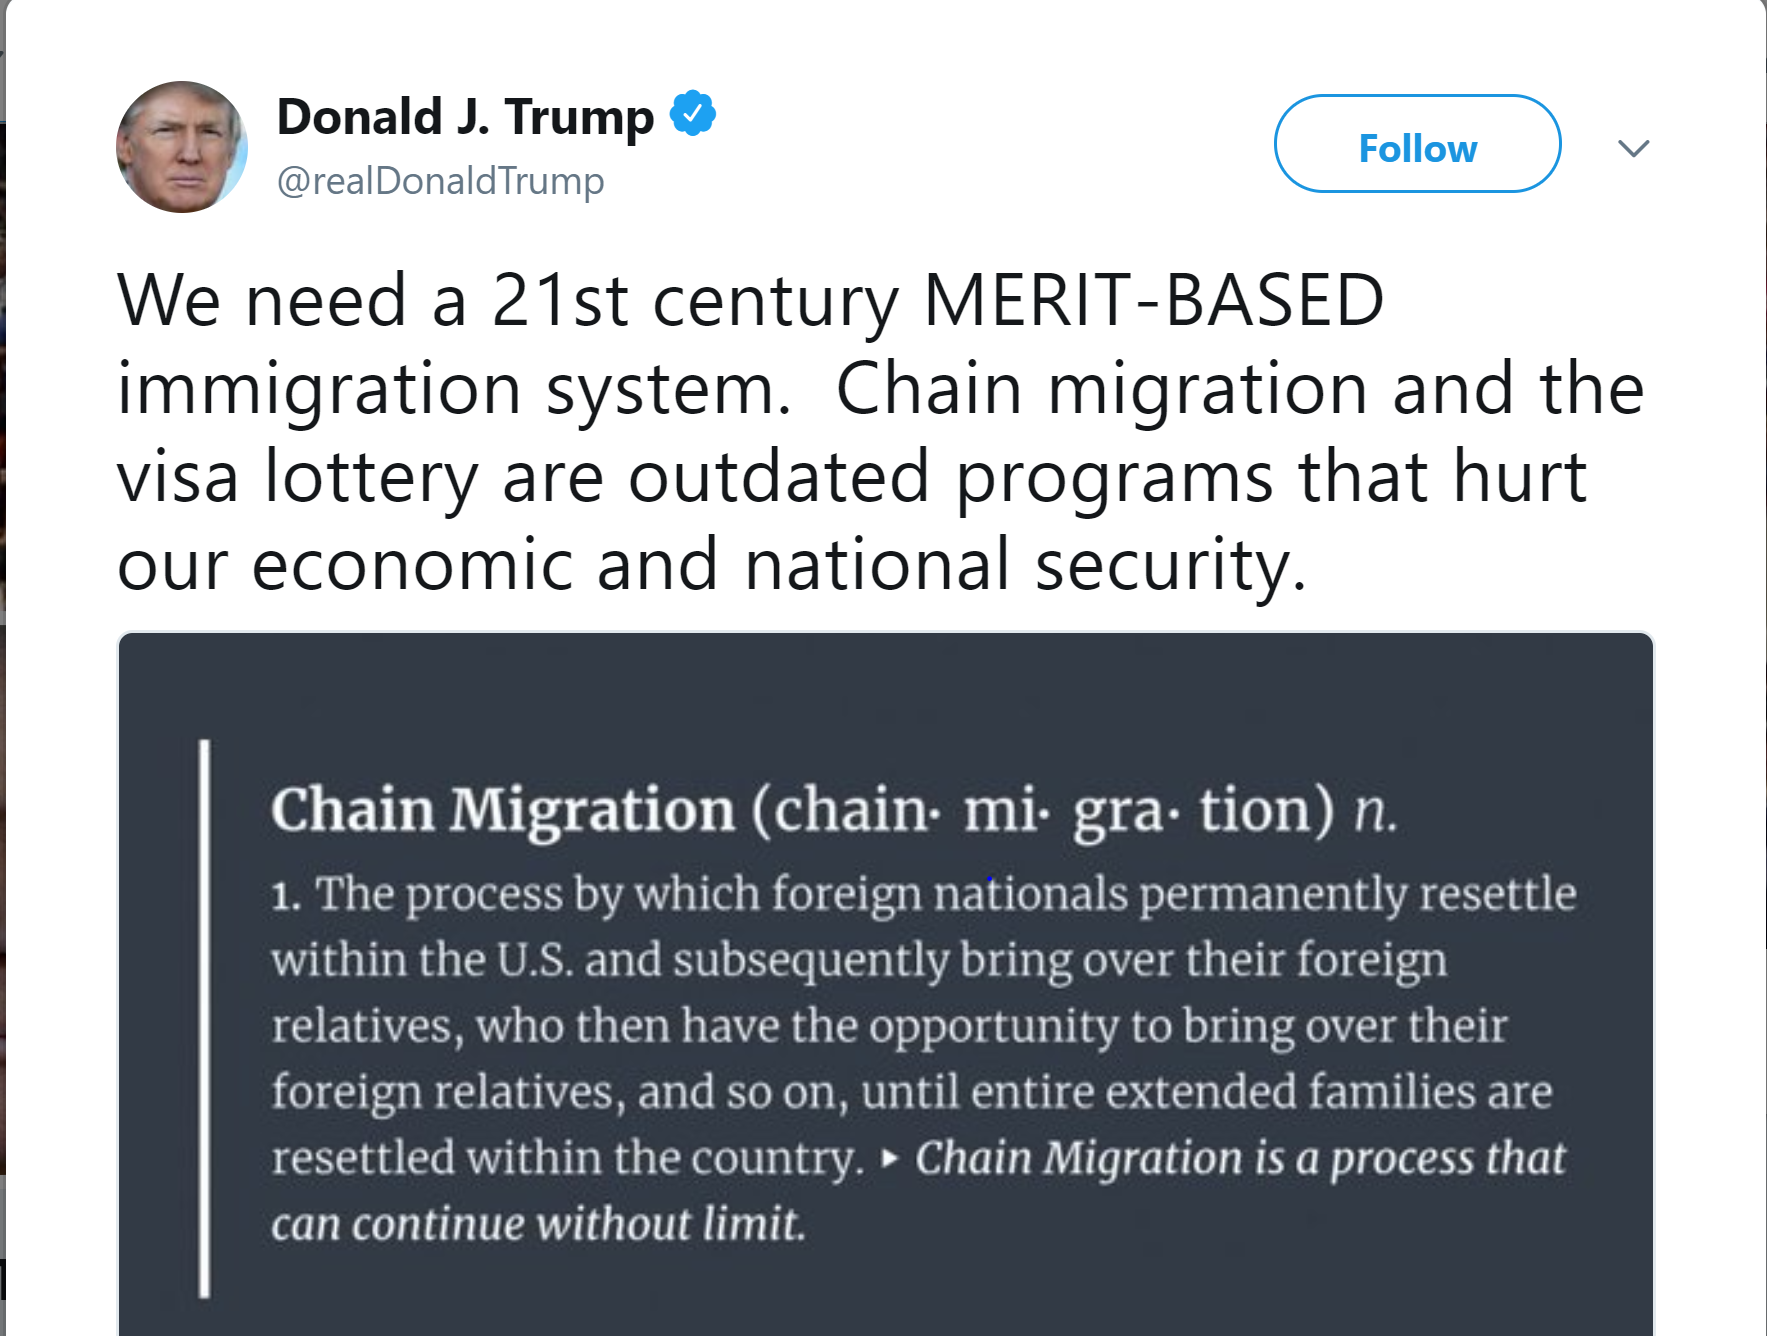 Donald J. Trump
@realDonaldTrump
Follow
We need a 21st century MERIT-BASED
immigration system.  Chain migration and the
visa lottery are outdated programs that hurt
our economic and national security.
Chain Migration (chain· mi· gra· tion) n.
1. The process by which foreign nationals permanently resettle
within the U.S. and subsequently bring over their foreign
relatives, who then have the opportunity to bring over their
foreign relatives, and so on, until entire extended families are
resettled within the country. ▸ Chain Migration is a process that
can continue without limit.